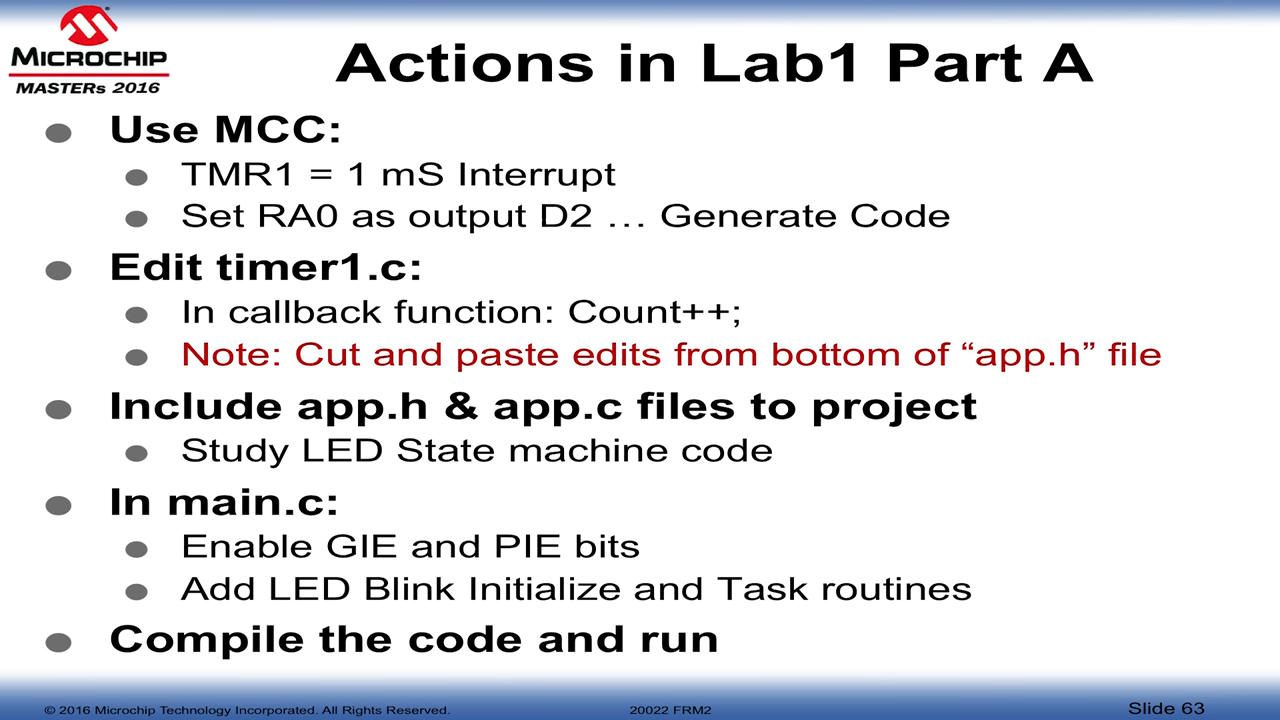 MICROCHIP
MASTERs 2016
Actions in Lab1 Part A
Use MCC:
TMR1 = 1 mS Interrupt
Set RA0 as output D2 … Generate Code
Edit timer1.c:
In callback function: Count++;
Note: Cut and paste edits from bottom of “app.h” file
Include app.h & app.c files to project
Study LED State machine code
In main.c:
Enable GIE and PIE bits
Add LED Blink Initialize and Task routines
Compile the code and run
© 2016 Microchip Technology Incorporated. All Rights Reserved.
20022 FRM2
Slide 63